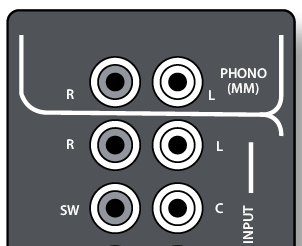 PHONO
(MM)
R L
R L
SW C
INPUT